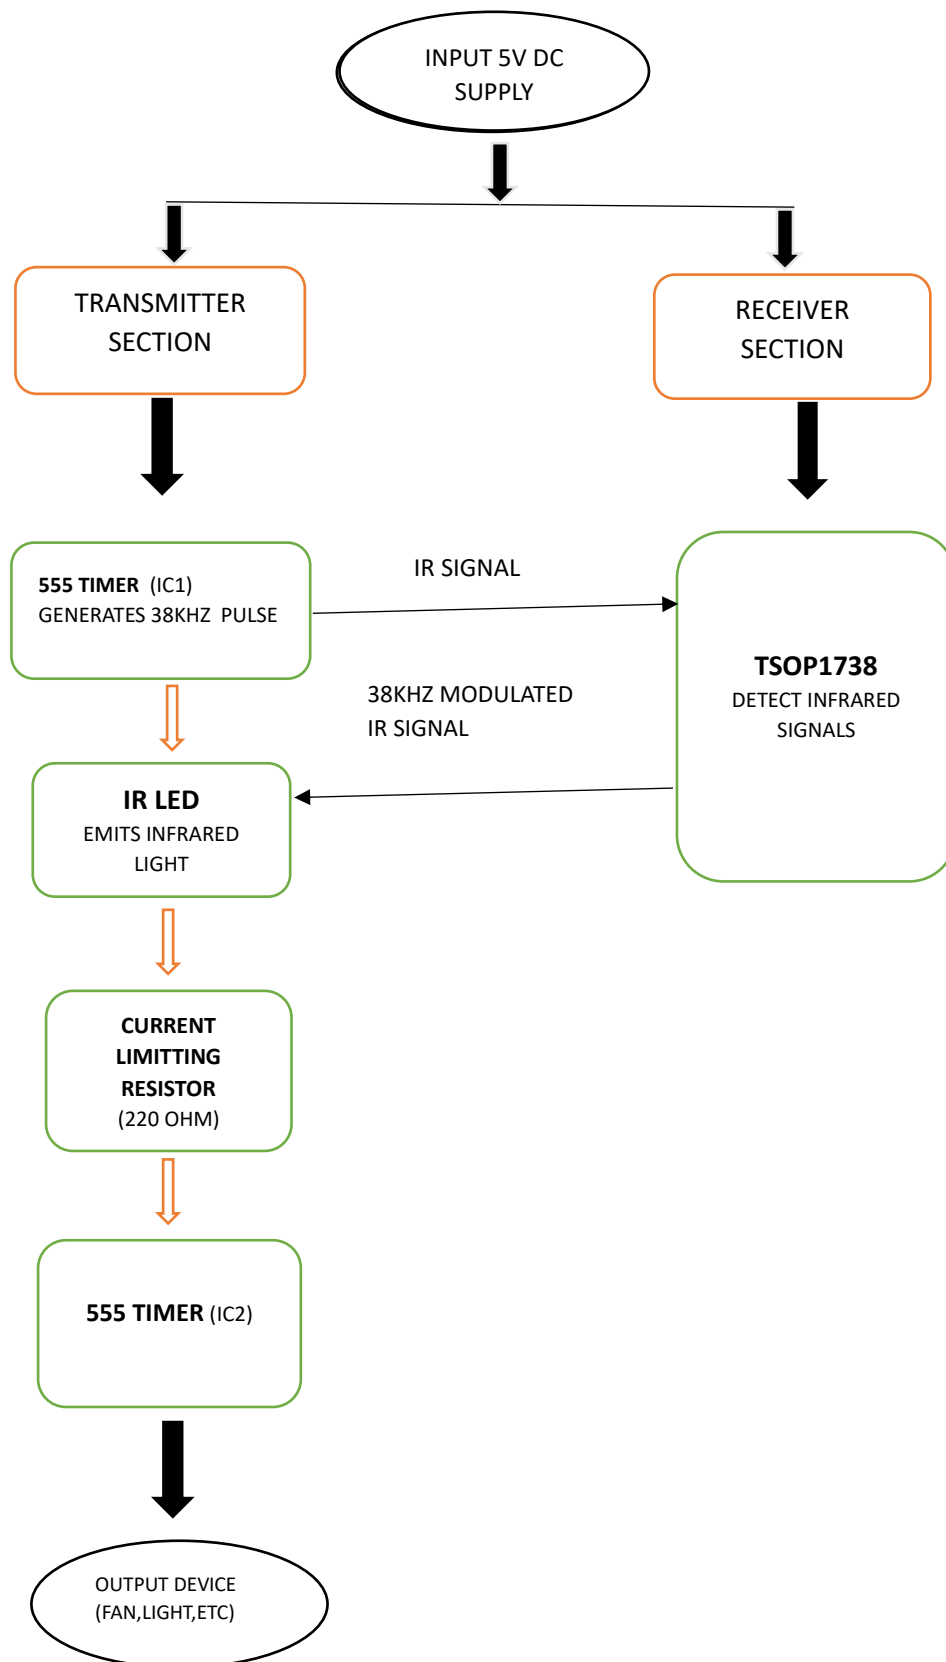 INPUT 5V DC
SUPPLY
TRANSMITTER
SECTION
RECEIVER
SECTION
555 TIMER (IC1)
GENERATES 38KHZ PULSE
IR SIGNAL
TSOP1738
DETECT INFRARED
SIGNALS
38KHZ MODULATED
IR SIGNAL
IR LED
EMITS INFRARED
LIGHT
CURRENT
LIMITTING
RESISTOR
(220 OHM)
555 TIMER (IC2)
OUTPUT DEVICE
(FAN,LIGHT,ETC)